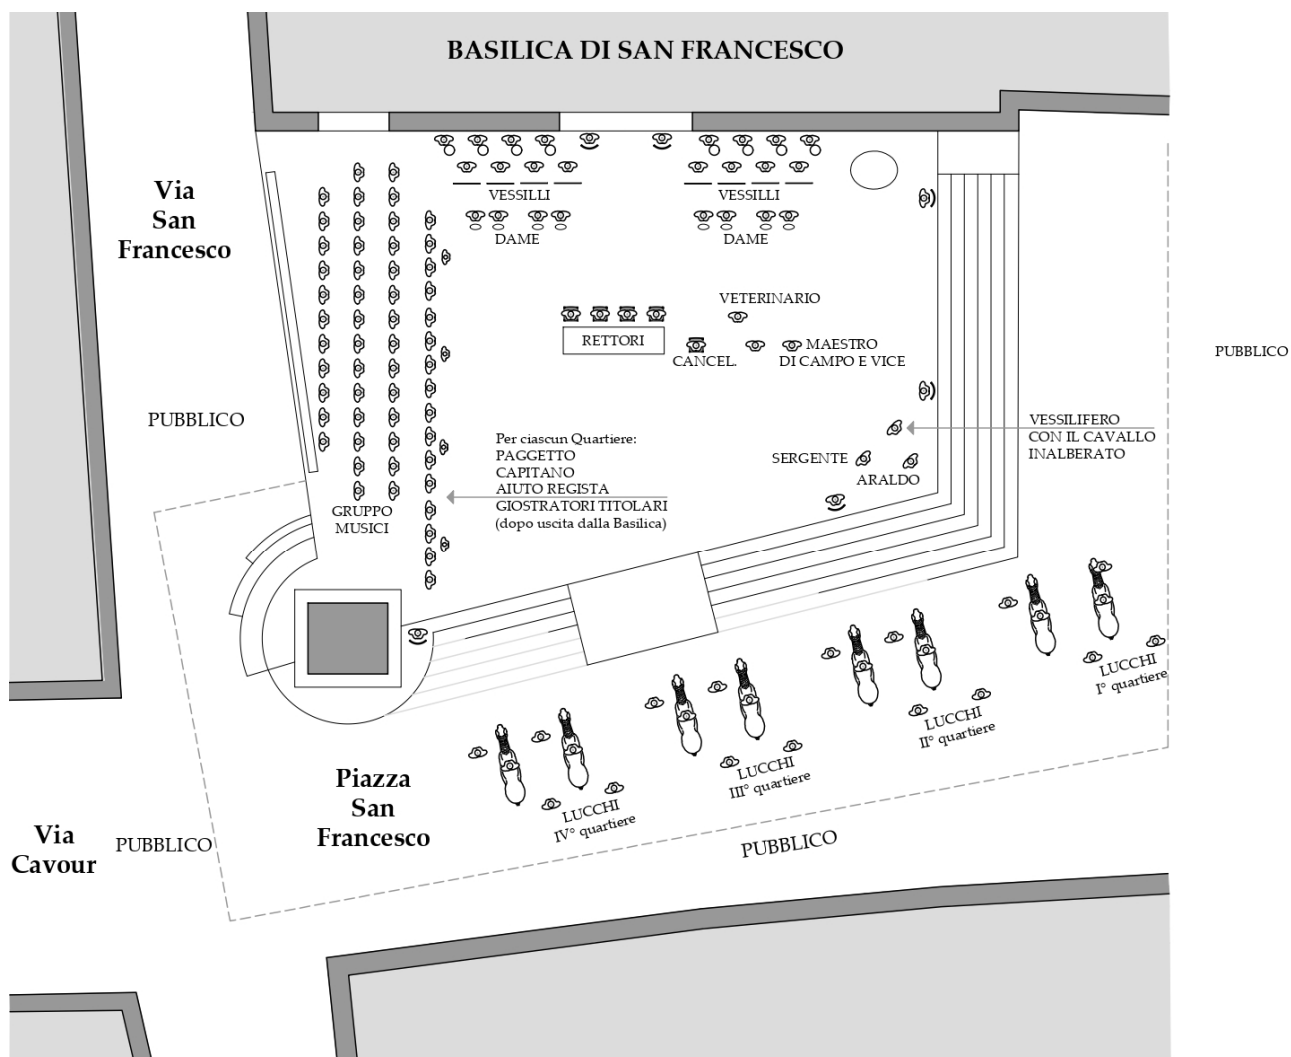 BASILICA DI SAN FRANCESCO
Via
San
Francesco
VESSILLI
VESSILLI
DAME
DAME
VETERINARIO
RETTORI
CANCEL.
MAESTRO
DI CAMPO E VICE
PUBBLICO
PUBBLICO
VESSILIFERO
CON IL CAVALLO
INALBERATO
Per ciascun Quartiere:
PAGGETTO
CAPITANO
AIUTO REGISTA
GIOSTRATORI TITOLARI
(dopo uscita dalla Basilica)
SERGENTE
ARALDO
GRUPPO
MUSICI
LUCCHI
I° quartiere
LUCCHI
II° quartiere
LUCCHI
III° quartiere
LUCCHI
IV° quartiere
Piazza
San
Francesco
Via
Cavour
PUBBLICO
PUBBLICO